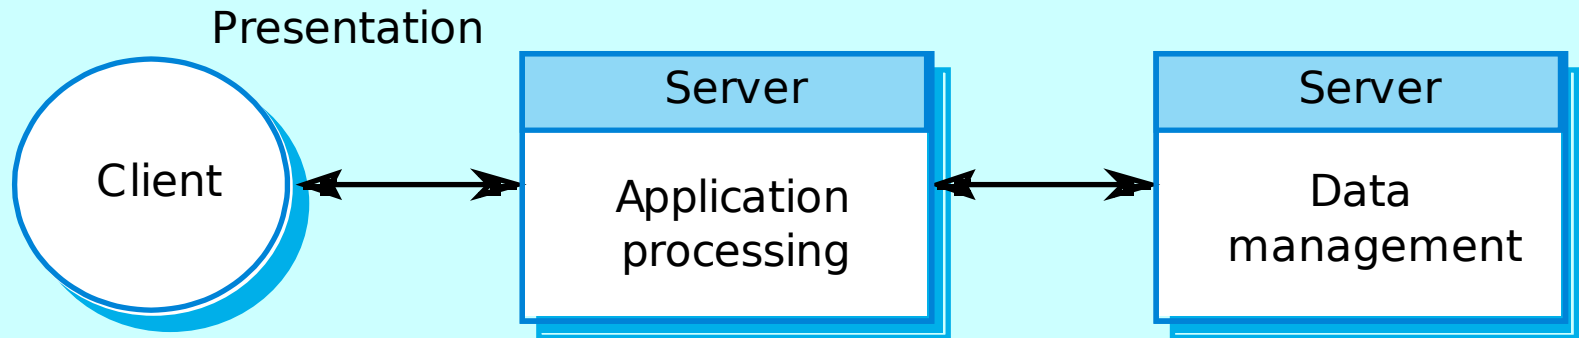 Presentation
Client
Server
Application
processing
Server
Data
management